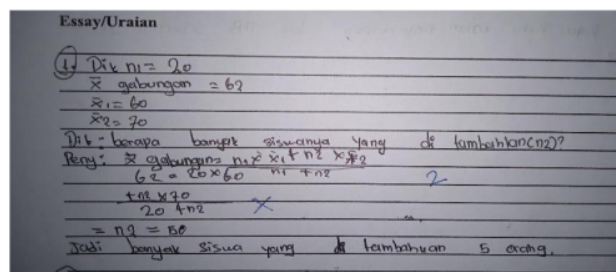 Essay/Uraian
1. Dik n1 = 20
x̄ gabungan = 62
x̄1 = 60
x̄2 = 70
Dit = berapa banyak siswanya yang di tambahkan(n2)?
Peny: x̄ gabungan = n1 x x̄1 + n2 x x̄2
n1 + n2
62 = 20 x 60
+ n2 x 70
20 + n2
2
= n2 = 50
Jadi banyak siswa yang tambahkan 5 orang.